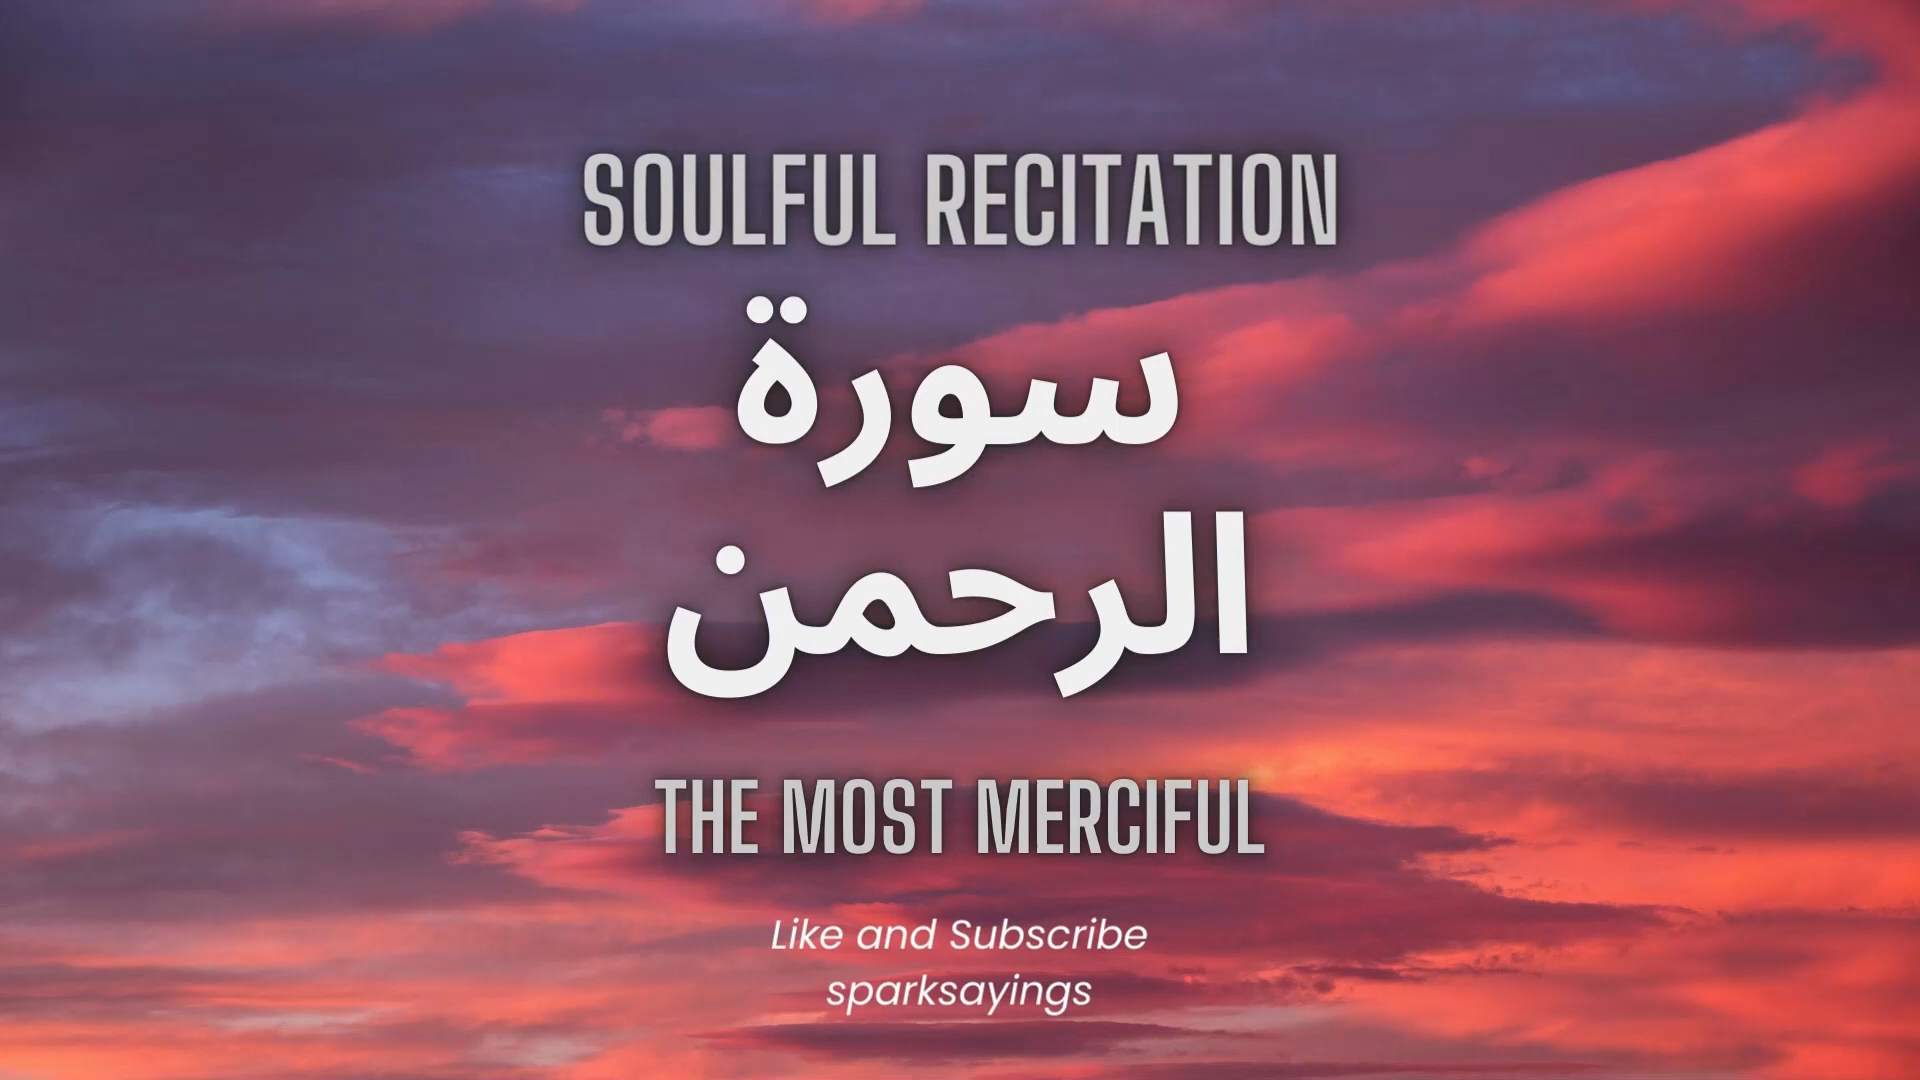 SOULFUL RECITATION
سورة
الرحمن
THE MOST MERCIFUL
Like and Subscribe
sparksayings